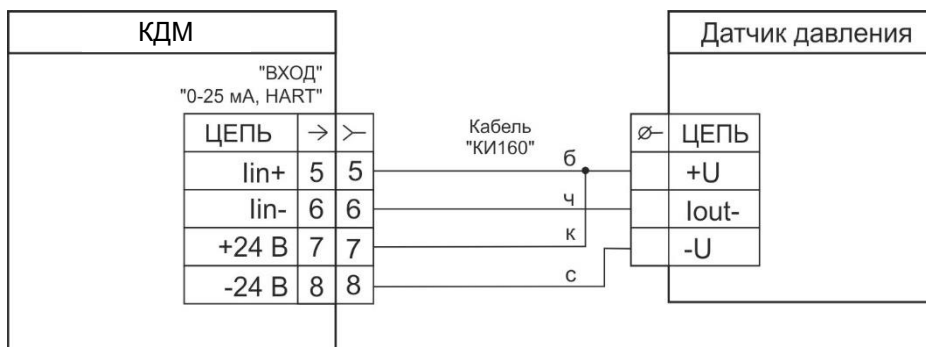 КДМ
Датчик давления
"ВХОД"
"0-25 мА, HART"
ЦЕПЬ
Кабель
"КИ160"
ЦЕПЬ
Iin+ 5 5 б +U
Iin- 6 6 ч Iout-
+24 В 7 7 к -U
-24 В 8 8 с